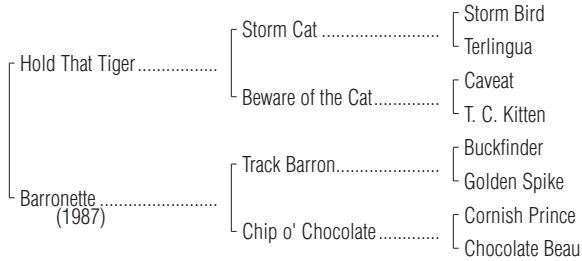 Storm Bird
Storm Cat ........................
Terlingua
Hold That Tiger................
Caveat
Beware of the Cat.............
T. C. Kitten
Buckfinder
Track Barron.....................
Golden Spike
Barronette ........................
(1987)
Cornish Prince
Chip o' Chocolate.............
Chocolate Beau